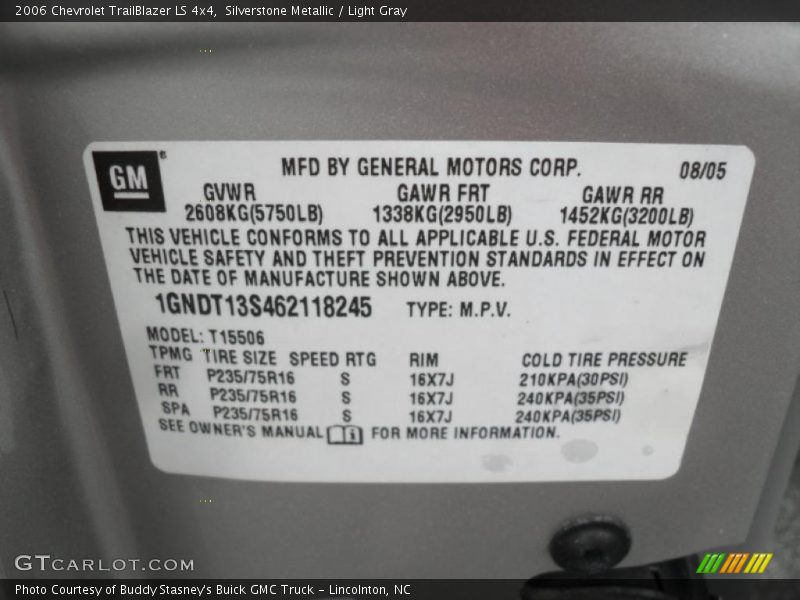 2006 Chevrolet TrailBlazer LS 4x4,  Silverstone Metallic / Light Gray
GM® MFD BY GENERAL MOTORS CORP. 08/05
GVWR GAWR FRT GAWR RR
2608KG(5750LB) 1338KG(2950LB) 1452KG(3200LB)
THIS VEHICLE CONFORMS TO ALL APPLICABLE U.S. FEDERAL MOTOR
VEHICLE SAFETY AND THEFT PREVENTION STANDARDS IN EFFECT ON
THE DATE OF MANUFACTURE SHOWN ABOVE.
1GNDT13S462118245 TYPE: M.P.V.
MODEL: T15506
TPMG TIRE SIZE SPEED RTG RIM COLD TIRE PRESSURE
FRT P235/75R16 S 16X7J 210KPA(30PSI)
RR P235/75R16 S 16X7J 240KPA(35PSI)
SPA P235/75R16 S 16X7J 240KPA(35PSI)
SEE OWNER'S MANUAL FOR MORE INFORMATION.
GTCARLOT.COM
Photo Courtesy of Buddy Stasney's Buick GMC Truck - Lincolnton, NC